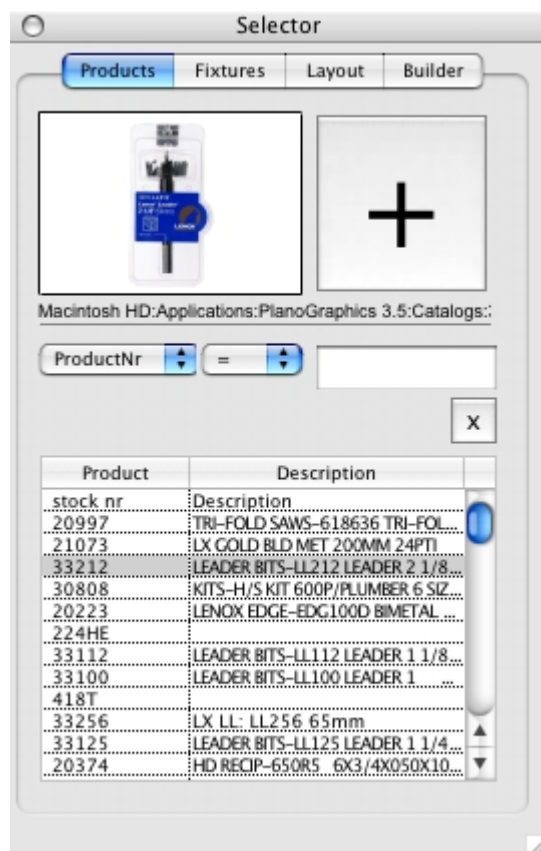 Selector
Products Fixtures Layout Builder
LENOX
Macintosh HD:Applications:PlanoGraphics 3.5:Catalogs:
ProductNr =
x
Product Description
stock nr Description
20997 TRI-FOLD SAWS-618636 TRI-FOL...
21073 LX GOLD BLD MET 200MM 24PTI
33212 LEADER BITS-LL212 LEADER 2 1/8...
30808 KITS-H/S KIT 600P/PLUMBER 6 SIZ...
20223 LENOX EDGE-EDG100D BIMETAL ...
224HE
33112 LEADER BITS-LL112 LEADER 1 1/8...
33100 LEADER BITS-LL100 LEADER 1 ...
418T
33256 LX LL: LL256 65mm
33125 LEADER BITS-LL125 LEADER 1 1/4...
20374 HD RECIP-650R5 6X3/4X050X10...